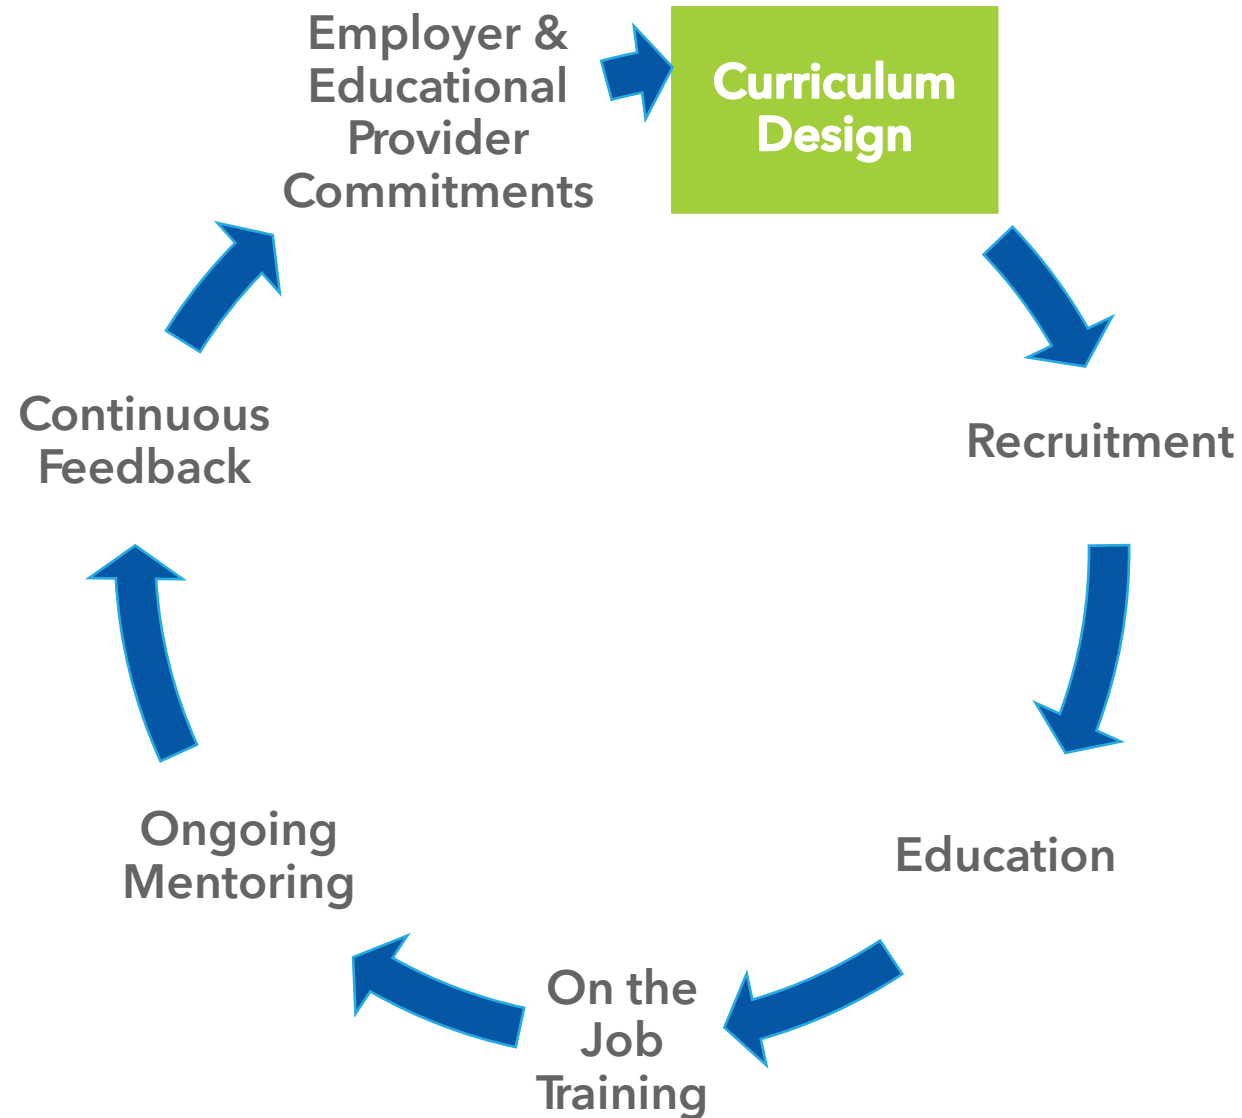 Employer &
Educational
Provider
Commitments
Curriculum
Design
Recruitment
Education
On the
Job
Training
Ongoing
Mentoring
Continuous
Feedback